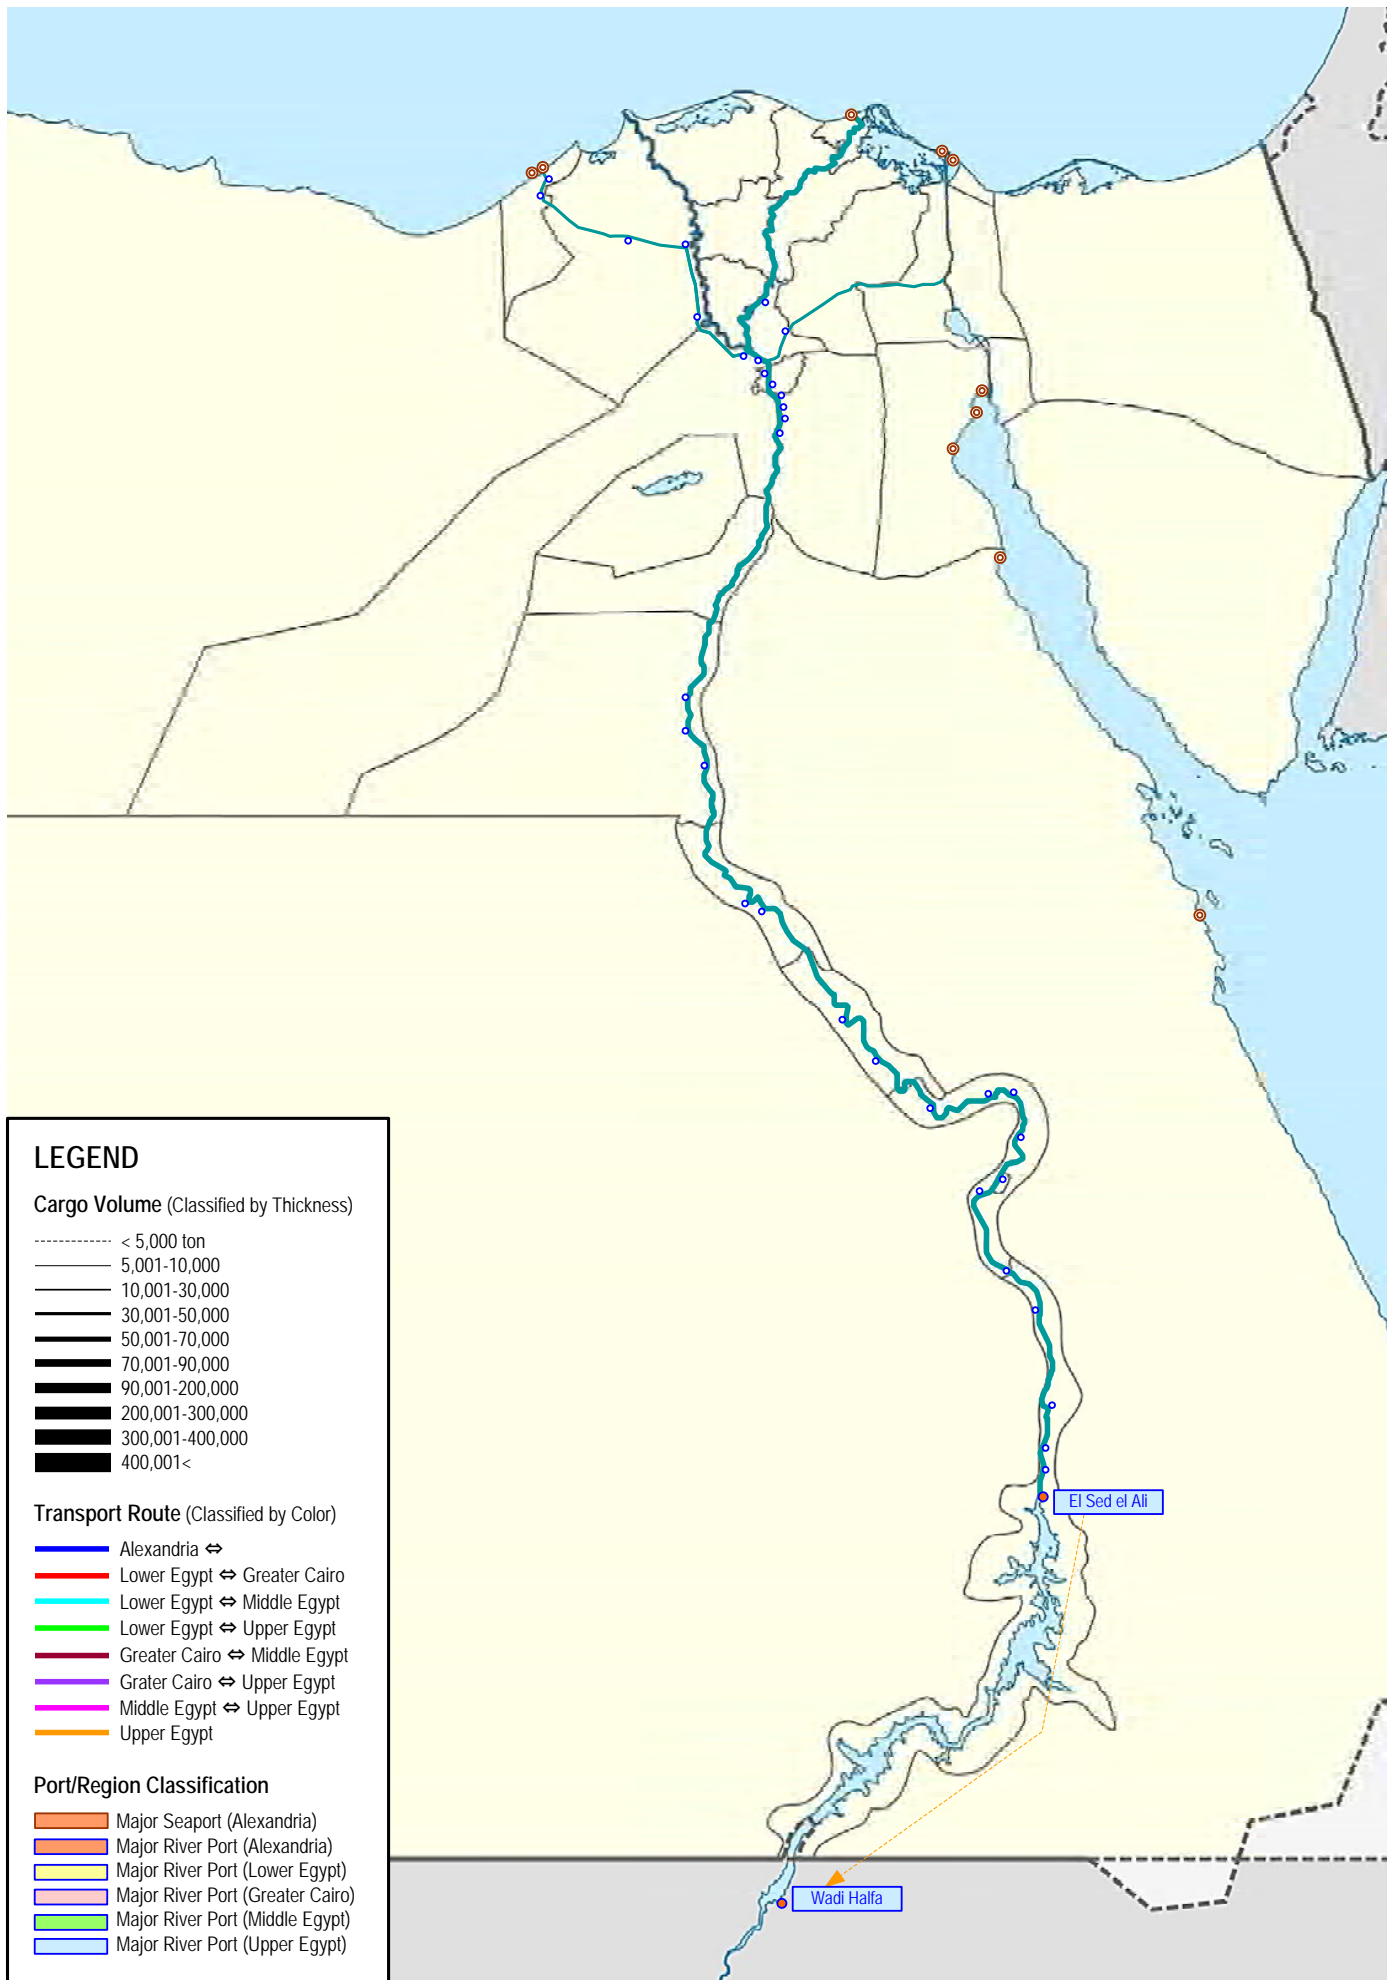 El Sed el Ali
Wadi Halfa
LEGEND
Cargo Volume (Classified by Thickness)
< 5,000 ton
5,001-10,000
10,001-30,000
30,001-50,000
50,001-70,000
70,001-90,000
90,001-200,000
200,001-300,000
300,001-400,000
400,001<
Transport Route (Classified by Color)
Alexandria ⇔
Lower Egypt ⇔ Greater Cairo
Lower Egypt ⇔ Middle Egypt
Lower Egypt ⇔ Upper Egypt
Greater Cairo ⇔ Middle Egypt
Grater Cairo ⇔ Upper Egypt
Middle Egypt ⇔ Upper Egypt
Upper Egypt
Port/Region Classification
Major Seaport (Alexandria)
Major River Port (Alexandria)
Major River Port (Lower Egypt)
Major River Port (Greater Cairo)
Major River Port (Middle Egypt)
Major River Port (Upper Egypt)